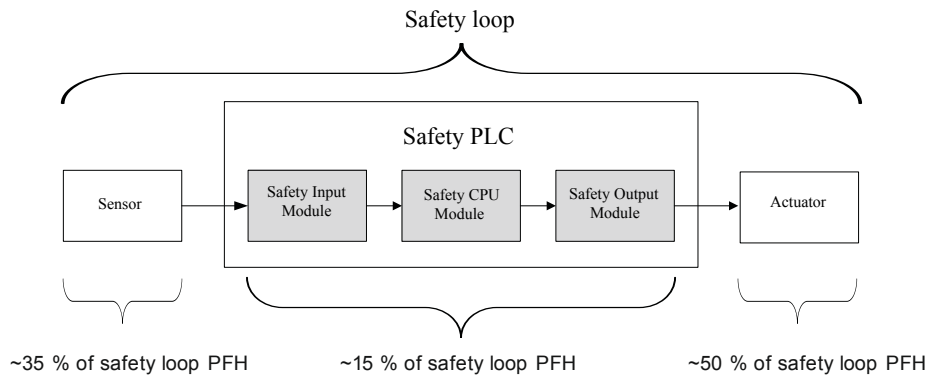 Safety loop
Safety PLC
Sensor
Safety Input
Module
Safety CPU
Module
Safety Output
Module
Actuator
~35 % of safety loop PFH
~15 % of safety loop PFH
~50 % of safety loop PFH